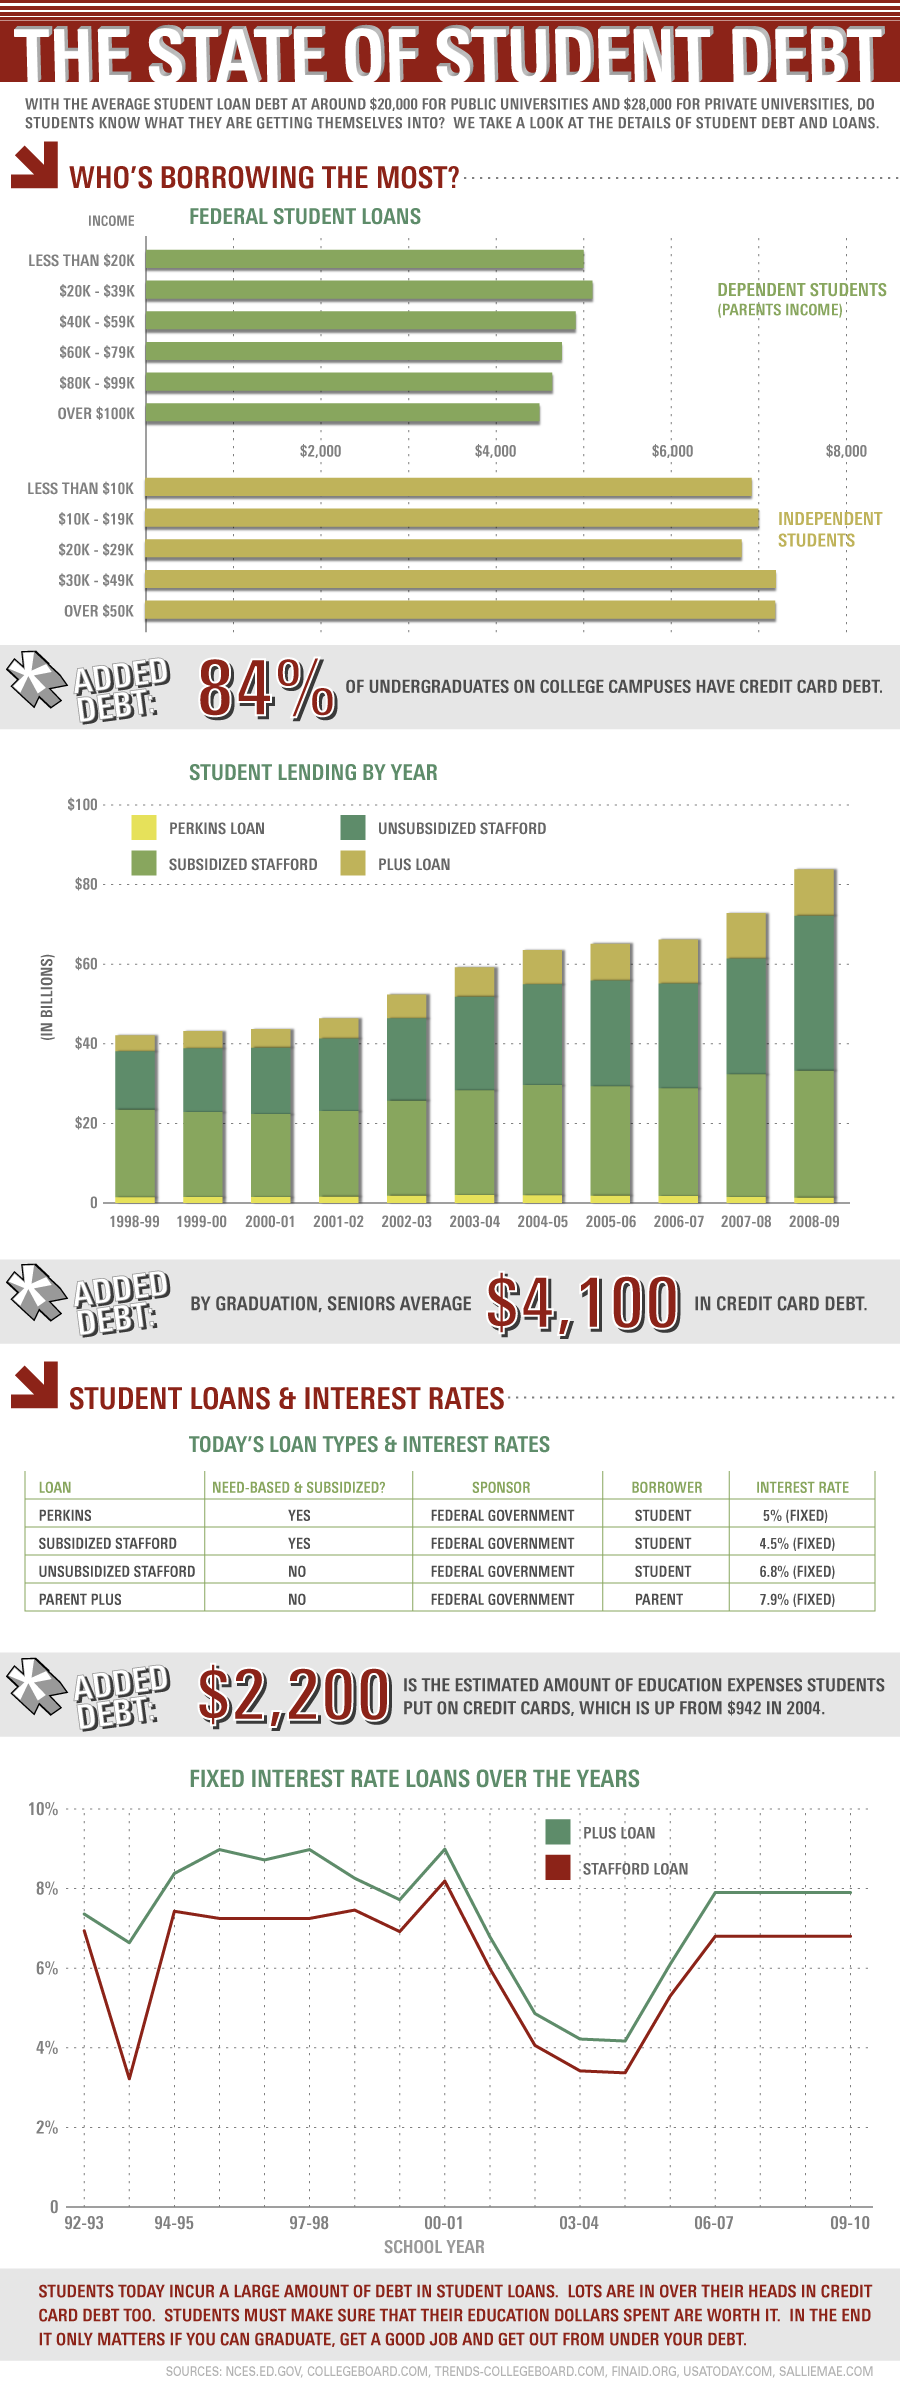 THE STATE OF STUDENT DEBT
WITH THE AVERAGE STUDENT LOAN DEBT AT AROUND $20,000 FOR PUBLIC UNIVERSITIES AND $28,000 FOR PRIVATE UNIVERSITIES, DO
STUDENTS KNOW WHAT THEY ARE GETTING THEMSELVES INTO? WE TAKE A LOOK AT THE DETAILS OF STUDENT DEBT AND LOANS.
WHO'S BORROWING THE MOST?
INCOME FEDERAL STUDENT LOANS
LESS THAN $20K
$20K - $39K DEPENDENT STUDENTS
(PARENTS INCOME)
$40K - $59K
$60K - $79K
$80K - $99K
OVER $100K
$2,000 $4,000 $6,000 $8,000
LESS THAN $10K
$10K - $19K INDEPENDENT
STUDENTS
$20K - $29K
$30K - $49K
OVER $50K
ADDED
DEBT:
84% OF UNDERGRADUATES ON COLLEGE CAMPUSES HAVE CREDIT CARD DEBT.
STUDENT LENDING BY YEAR
$100
PERKINS LOAN UNSUBSIDIZED STAFFORD
SUBSIDIZED STAFFORD PLUS LOAN
$80
$60
(IN BILLIONS)
$40
$20
0
1998-99 1999-00 2000-01 2001-02 2002-03 2003-04 2004-05 2005-06 2006-07 2007-08 2008-09
ADDED
DEBT:
BY GRADUATION, SENIORS AVERAGE $4,100 IN CREDIT CARD DEBT.
STUDENT LOANS & INTEREST RATES
TODAY'S LOAN TYPES & INTEREST RATES
LOAN NEED-BASED & SUBSIDIZED? SPONSOR BORROWER INTEREST RATE
PERKINS YES FEDERAL GOVERNMENT STUDENT 5% (FIXED)
SUBSIDIZED STAFFORD YES FEDERAL GOVERNMENT STUDENT 4.5% (FIXED)
UNSUBSIDIZED STAFFORD NO FEDERAL GOVERNMENT STUDENT 6.8% (FIXED)
PARENT PLUS NO FEDERAL GOVERNMENT PARENT 7.9% (FIXED)
ADDED
DEBT:
$2,200 IS THE ESTIMATED AMOUNT OF EDUCATION EXPENSES STUDENTS
PUT ON CREDIT CARDS, WHICH IS UP FROM $942 IN 2004.
FIXED INTEREST RATE LOANS OVER THE YEARS
10%
PLUS LOAN
STAFFORD LOAN
8%
6%
4%
2%
0
92-93 94-95 97-98 00-01 03-04 06-07 09-10
SCHOOL YEAR
STUDENTS TODAY INCUR A LARGE AMOUNT OF DEBT IN STUDENT LOANS. LOTS ARE IN OVER THEIR HEADS IN CREDIT
CARD DEBT TOO. STUDENTS MUST MAKE SURE THAT THEIR EDUCATION DOLLARS SPENT ARE WORTH IT. IN THE END
IT ONLY MATTERS IF YOU CAN GRADUATE, GET A GOOD JOB AND GET OUT FROM UNDER YOUR DEBT.
SOURCES: NCES.ED.GOV, COLLEGEBOARD.COM, TRENDS-COLLEGEBOARD.COM, FINAID.ORG, USATODAY.COM, SALLIEMAE.COM